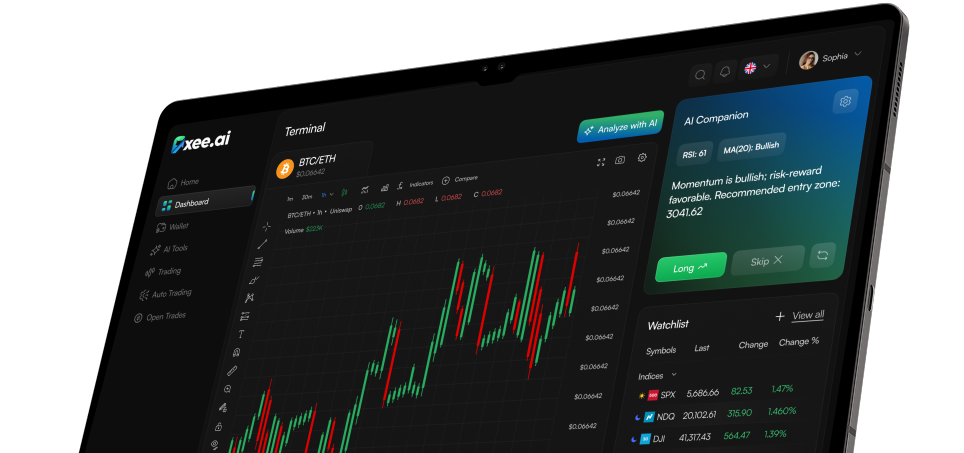 Exee.ai
Home
Dashboard
Wallet
AI Tools
Trading
Auto Trading
Open Trades
Terminal
Analyze with AI
Sophia
BTC/ETH
$0.06642
1m 30m 1h Indicators Compare
BTC/ETH • 1h • Uniswap O 0.0682 H 0.0682 L 0.0682 C 0.0682
Volume $223K
$0.06642
$0.06642
$0.06642
$0.06642
$0.06642
$0.06642
$0.06642
$0.06642
$0.06642
T
AI Companion
RSI: 61
MA(20): Bullish
Momentum is bullish; risk-reward
favorable. Recommended entry zone:
3041.62
Long
Skip
Watchlist
+ View all
Symbols Last Change Change %
Indices
SPX 5,686.66 82.53 1.47%
NDQ 20,102.61 315.90 1.460%
DJI 41,317.43 564.47 1.39%